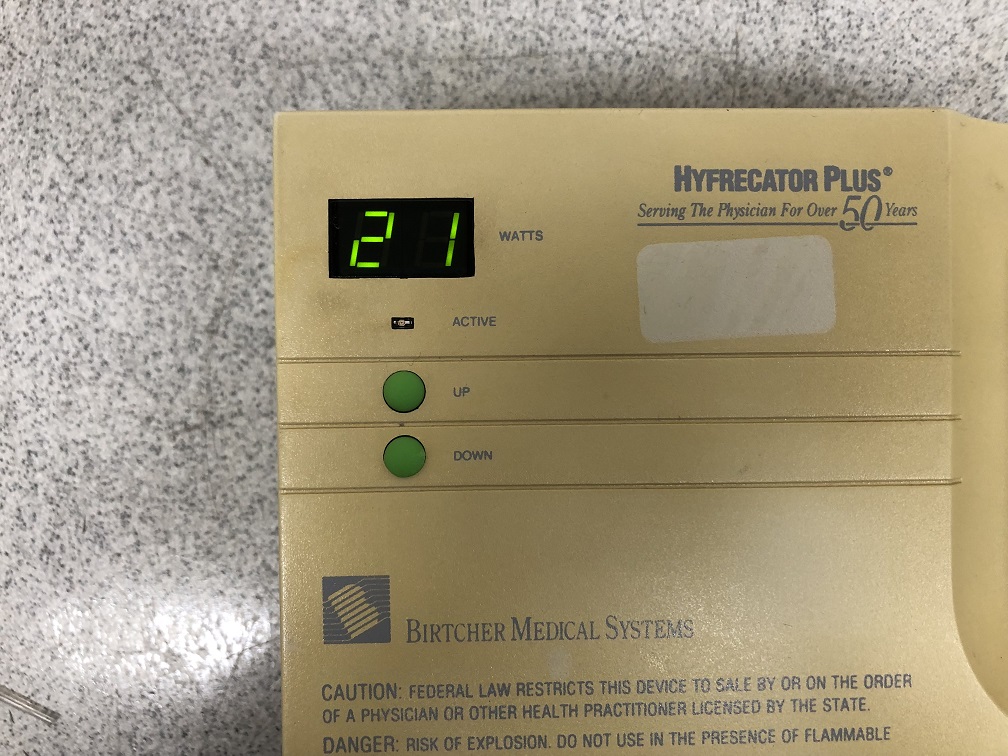 HYFRECATOR PLUS®
Serving The Physician For Over 50 Years
21 WATTS
ACTIVE
UP
DOWN
BIRTCHER MEDICAL SYSTEMS
CAUTION: FEDERAL LAW RESTRICTS THIS DEVICE TO SALE BY OR ON THE ORDER
OF A PHYSICIAN OR OTHER HEALTH PRACTITIONER LICENSED BY THE STATE.
DANGER: RISK OF EXPLOSION. DO NOT USE IN THE PRESENCE OF FLAMMABLE